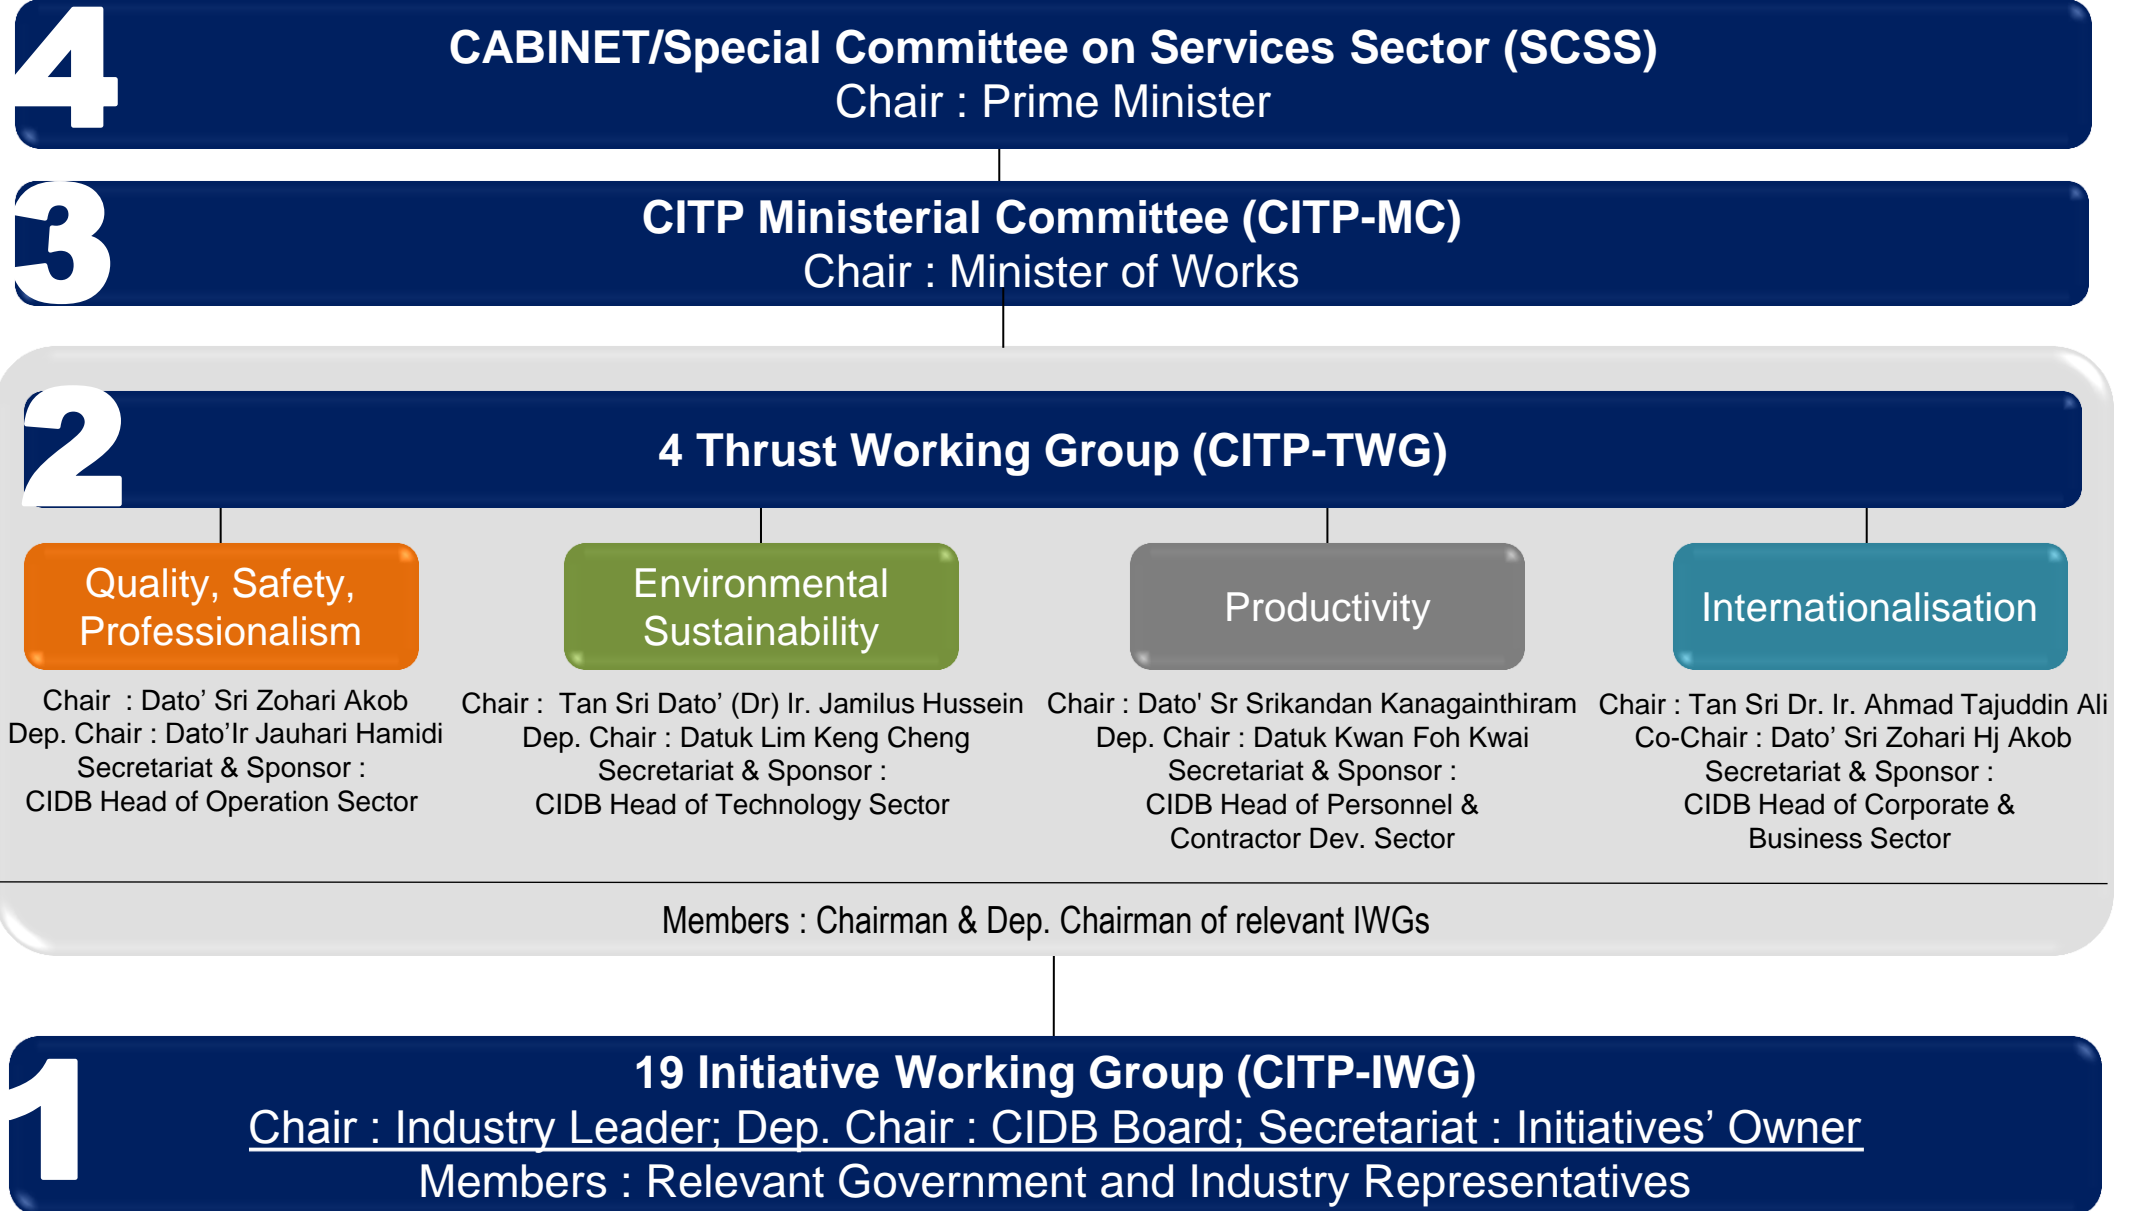 4
CABINET/Special Committee on Services Sector (SCSS)
Chair : Prime Minister
3
CITP Ministerial Committee (CITP-MC)
Chair : Minister of Works
2
4 Thrust Working Group (CITP-TWG)
Quality, Safety,
Professionalism
Chair : Dato’ Sri Zohari Akob
Dep. Chair : Dato’Ir Jauhari Hamidi
Secretariat & Sponsor :
CIDB Head of Operation Sector
Environmental
Sustainability
Chair : Tan Sri Dato’ (Dr) Ir. Jamilus Hussein
Dep. Chair : Datuk Lim Keng Cheng
Secretariat & Sponsor :
CIDB Head of Technology Sector
Productivity
Chair : Dato' Sr Srikandan Kanagainthiram
Dep. Chair : Datuk Kwan Foh Kwai
Secretariat & Sponsor :
CIDB Head of Personnel &
Contractor Dev. Sector
Internationalisation
Chair : Tan Sri Dr. Ir. Ahmad Tajuddin Ali
Co-Chair : Dato’ Sri Zohari Hj Akob
Secretariat & Sponsor :
CIDB Head of Corporate &
Business Sector
Members : Chairman & Dep. Chairman of relevant IWGs
1
19 Initiative Working Group (CITP-IWG)
Chair : Industry Leader; Dep. Chair : CIDB Board; Secretariat : Initiatives’ Owner
Members : Relevant Government and Industry Representatives